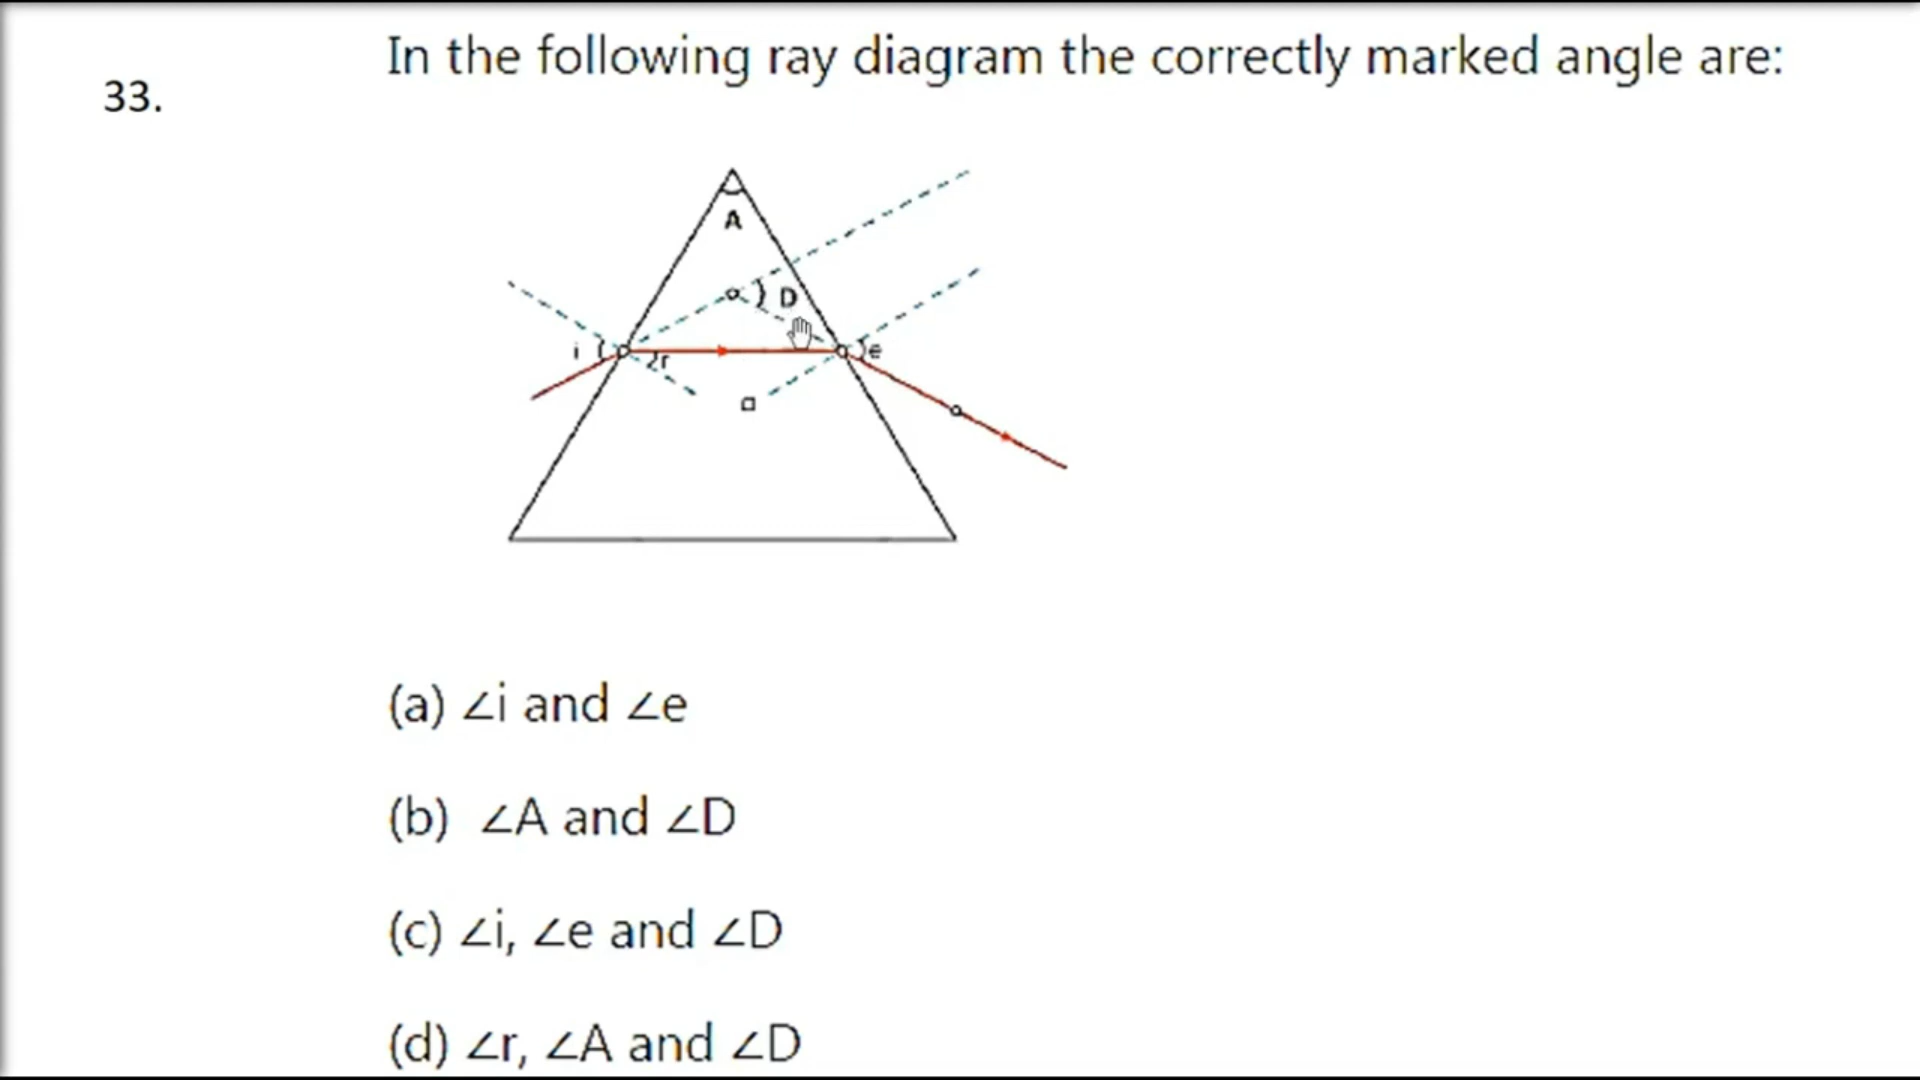 In the following ray diagram the correctly marked angle are:
33.
A
D
i
r
e
a
(a) ∠i and ∠e
(b) ∠A and ∠D
(c) ∠i, ∠e and ∠D
(d) ∠r, ∠A and ∠D